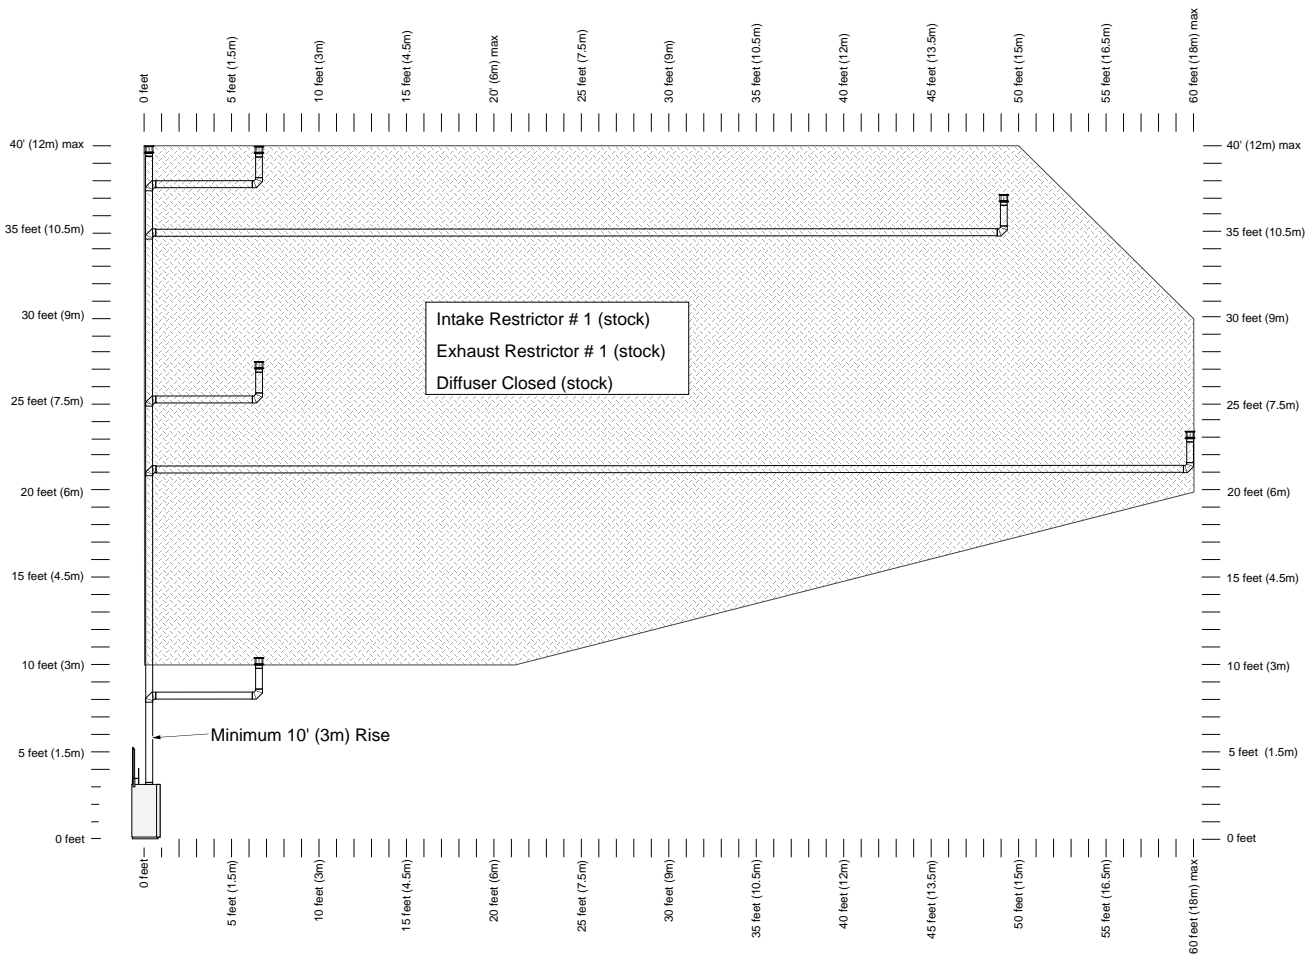 0 feet
5 feet (1.5m)
10 feet (3m)
15 feet (4.5m)
20' (6m) max
25 feet (7.5m)
30 feet (9m)
35 feet (10.5m)
40 feet (12m)
45 feet (13.5m)
50 feet (15m)
55 feet (16.5m)
60 feet (18m) max
40' (12m) max
35 feet (10.5m)
30 feet (9m)
25 feet (7.5m)
20 feet (6m)
15 feet (4.5m)
10 feet (3m)
5 feet (1.5m)
0 feet
Intake Restrictor # 1 (stock)
Exhaust Restrictor # 1 (stock)
Diffuser Closed (stock)
Minimum 10' (3m) Rise
40' (12m) max
35 feet (10.5m)
30 feet (9m)
25 feet (7.5m)
20 feet (6m)
15 feet (4.5m)
10 feet (3m)
5 feet (1.5m)
0 feet
0 feet
5 feet (1.5m)
10 feet (3m)
15 feet (4.5m)
20 feet (6m)
25 feet (7.5m)
30 feet (9m)
35 feet (10.5m)
40 feet (12m)
45 feet (13.5m)
50 feet (15m)
55 feet (16.5m)
60 feet (18m) max